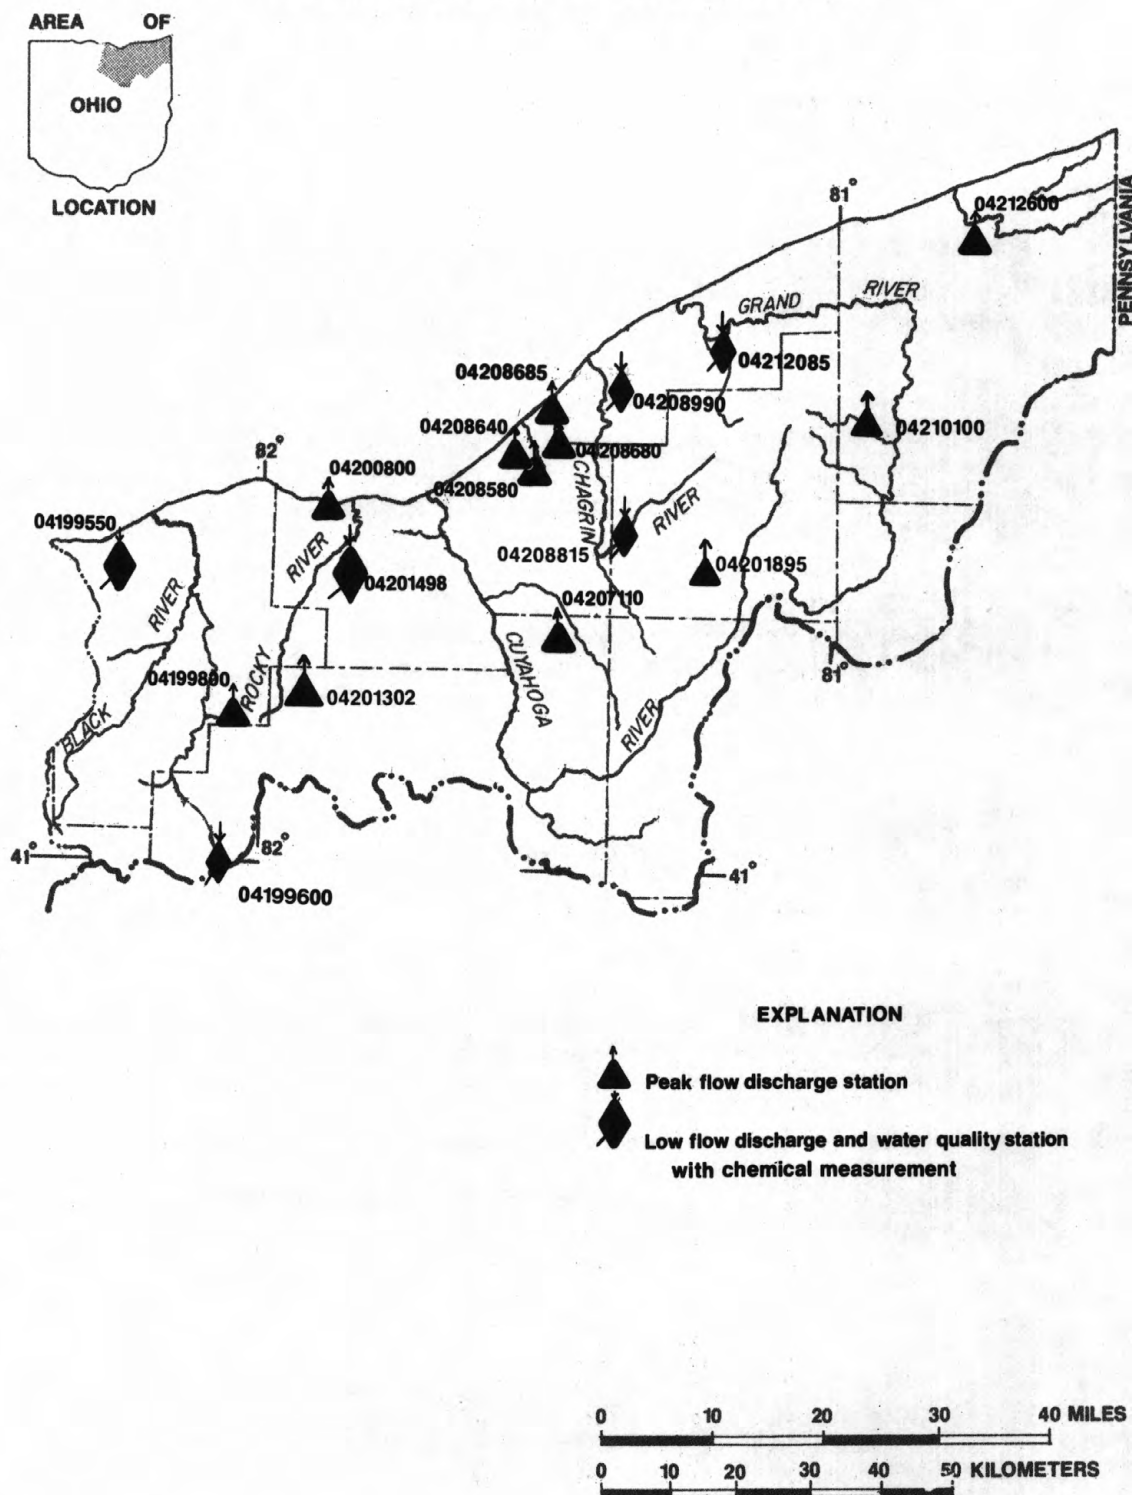 AREA OF
OHIO
LOCATION
PENNSYLVANIA
81°
04212600
GRAND
RIVER
04212085
04208685
04208990
04208640
04210100
82°
04200800
04208680
04208580
CHAGRIN
RIVER
04199550
04208815
RIVER
04201498
04201895
RIVER
04207110
81°
04199800
ROCKY
04201302
CUYAHOGA
RIVER
BLACK
41°
82°
41°
04199600
EXPLANATION
Peak flow discharge station
Low flow discharge and water quality station
with chemical measurement
0 10 20 30 40 MILES
0 10 20 30 40 50 KILOMETERS